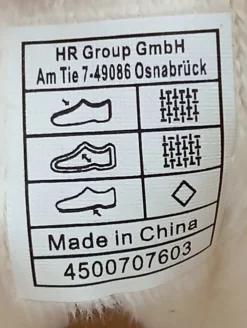 HR Group GmbH
Am Tie 7·49086 Osnabrück
Made in China
4500707603